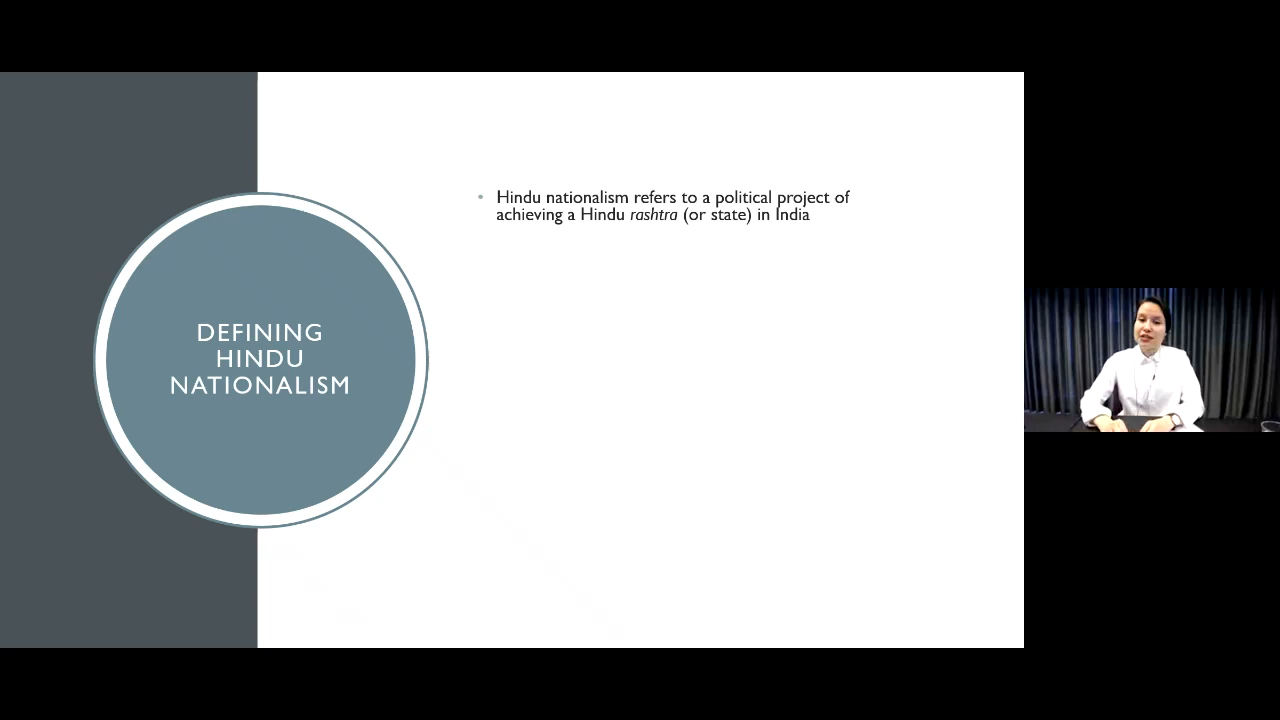 DEFINING
HINDU
NATIONALISM
• Hindu nationalism refers to a political project of
achieving a Hindu rashtra (or state) in India